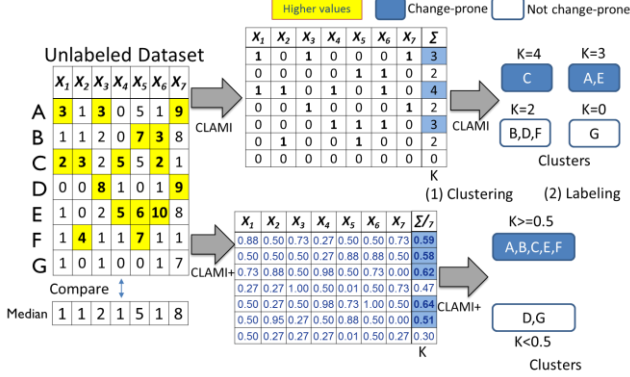 Higher values
Change-prone
Not change-prone
Unlabeled Dataset
X1 X2 X3 X4 X5 X6 X7
A 3 1 3 0 5 1 9
B 1 1 2 0 7 3 8
C 2 3 2 5 5 2 1
D 0 0 8 1 0 1 9
E 1 0 2 5 6 10 8
F 1 4 1 1 7 1 1
G 1 0 1 0 0 1 7
Compare
Median 1 1 2 1 5 1 8
CLAMI
X1 X2 X3 X4 X5 X6 X7 Σ
1 0 1 0 0 0 1 3
0 0 0 0 1 1 0 2
1 1 0 1 0 1 0 4
0 0 1 0 0 0 1 2
0 0 0 1 1 1 0 3
0 1 0 0 1 0 0 2
0 0 0 0 0 0 0 0
K
CLAMI
K=4 K=3
C A,E
K=2 K=0
B,D,F G
Clusters
(1) Clustering (2) Labeling
CLAMI+
X1 X2 X3 X4 X5 X6 X7 Σ/7
0.88 0.50 0.73 0.27 0.50 0.50 0.73 0.59
0.50 0.50 0.50 0.27 0.88 0.88 0.50 0.58
0.73 0.88 0.50 0.98 0.50 0.73 0.00 0.62
0.27 0.27 1.00 0.50 0.01 0.50 0.73 0.47
0.50 0.27 0.50 0.98 0.73 1.00 0.50 0.64
0.50 0.95 0.27 0.50 0.88 0.50 0.00 0.51
0.50 0.27 0.27 0.27 0.01 0.50 0.27 0.30
K
CLAMI+
K>=0.5
A,B,C,E,F
D,G
K<0.5
Clusters